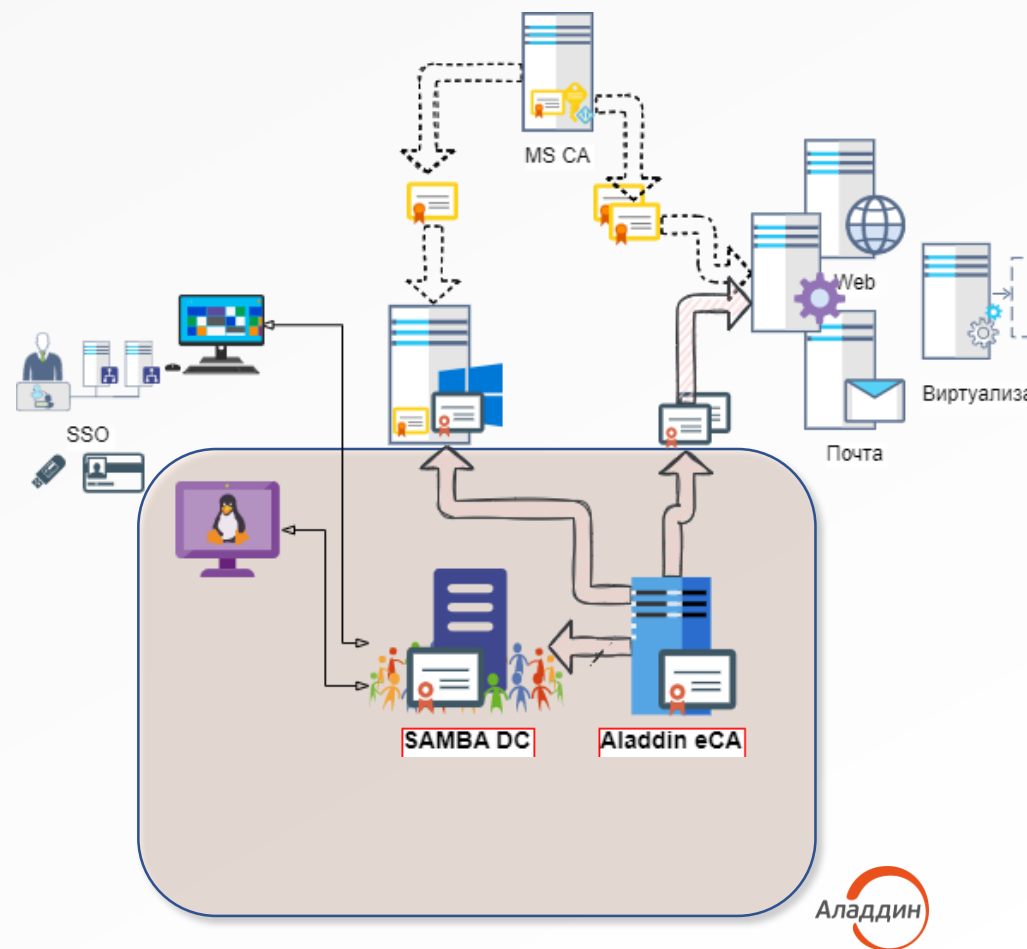 MS CA
Web
Виртуализа
SSO
Почта
SAMBA DC
Aladdin eCA
Аладдин